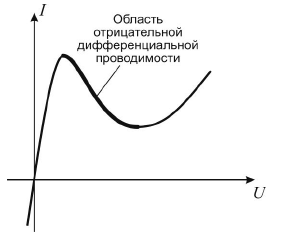 I
Область
отрицательной
дифференциальной
проводимости
U